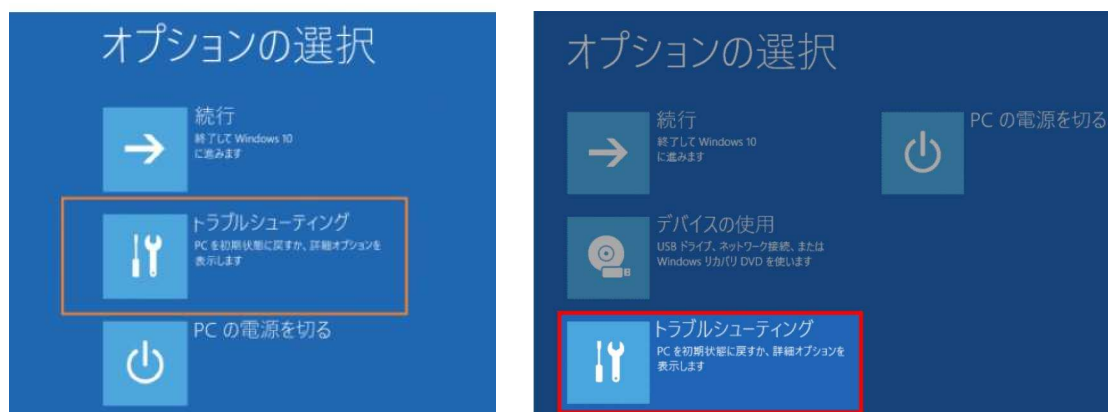 オプションの選択
続行
終了して Windows 10
に進みます
トラブルシューティング
PC を初期状態に戻すか、詳細オプションを
表示します
PC の電源を切る
オプションの選択
続行
終了して Windows 10
に進みます
PC の電源を切る
デバイスの使用
USB ドライブ、ネットワーク接続、または
Windows リカバリ DVD を使います
トラブルシューティング
PC を初期状態に戻すか、詳細オプションを
表示します